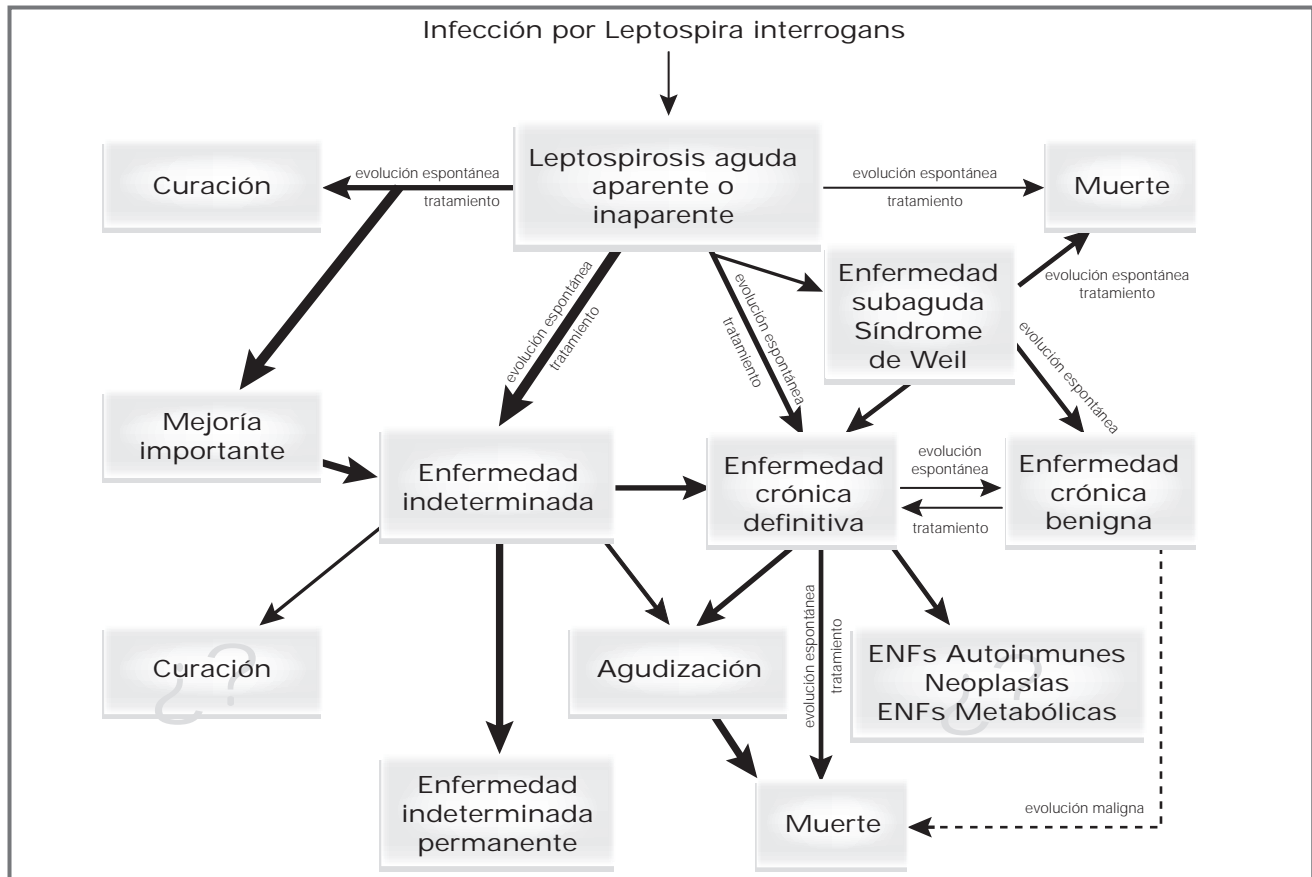 Infección por Leptospira interrogans
Leptospirosis aguda
aparente o
inaparente
evolución espontánea
tratamiento
Curación
evolución espontánea
tratamiento
Muerte
Enfermedad
subaguda
Síndrome
de Weil
evolución espontánea
tratamiento
evolución espontánea
tratamiento
evolución espontánea
tratamiento
evolución espontánea
Mejoría
importante
Enfermedad
indeterminada
Enfermedad
crónica
definitiva
evolución
espontánea
tratamiento
Enfermedad
crónica
benigna
Curación
¿?
Agudización
evolución espontánea
tratamiento
ENFs Autoinmunes
Neoplasías
ENFs Metabólicas
¿?
Enfermedad
indeterminada
permanente
Muerte
evolución maligna